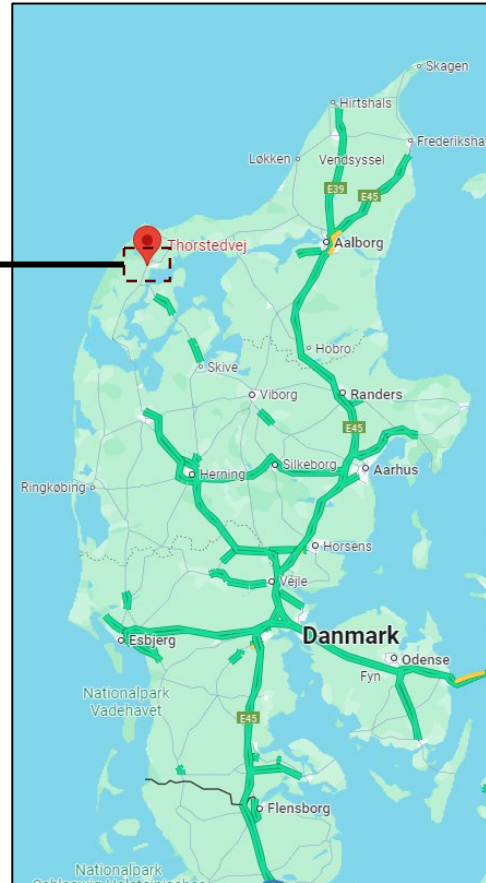 Skagen
Hirtshals
Frederiksha
Løkken
Vendsyssel
E39
E45
Aalborg
Thorstedvej
Hobro
Skive
Viborg
Randers
E45
Silkeborg
Aarhus
Herning
Ringkøbing
Horsens
Vejle
Danmark
Esbjerg
Odense
Fyn
Nationalpark
Vadehavet
E45
Flensborg
Nationalpark